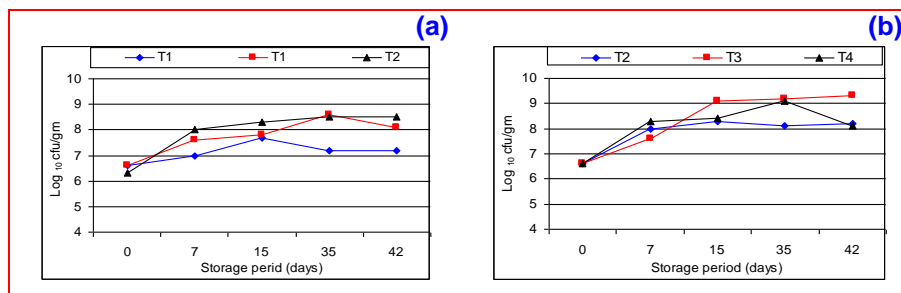 (a)
T1 T1 T2
10
9
8
7
6
5
4
Log 10 cfu/gm
0 7 15 35 42
Storage perid (days)
(b)
T2 T3 T4
10
9
8
7
6
5
4
Log 10 cfu/gm
0 7 15 35 42
Storage period (days)